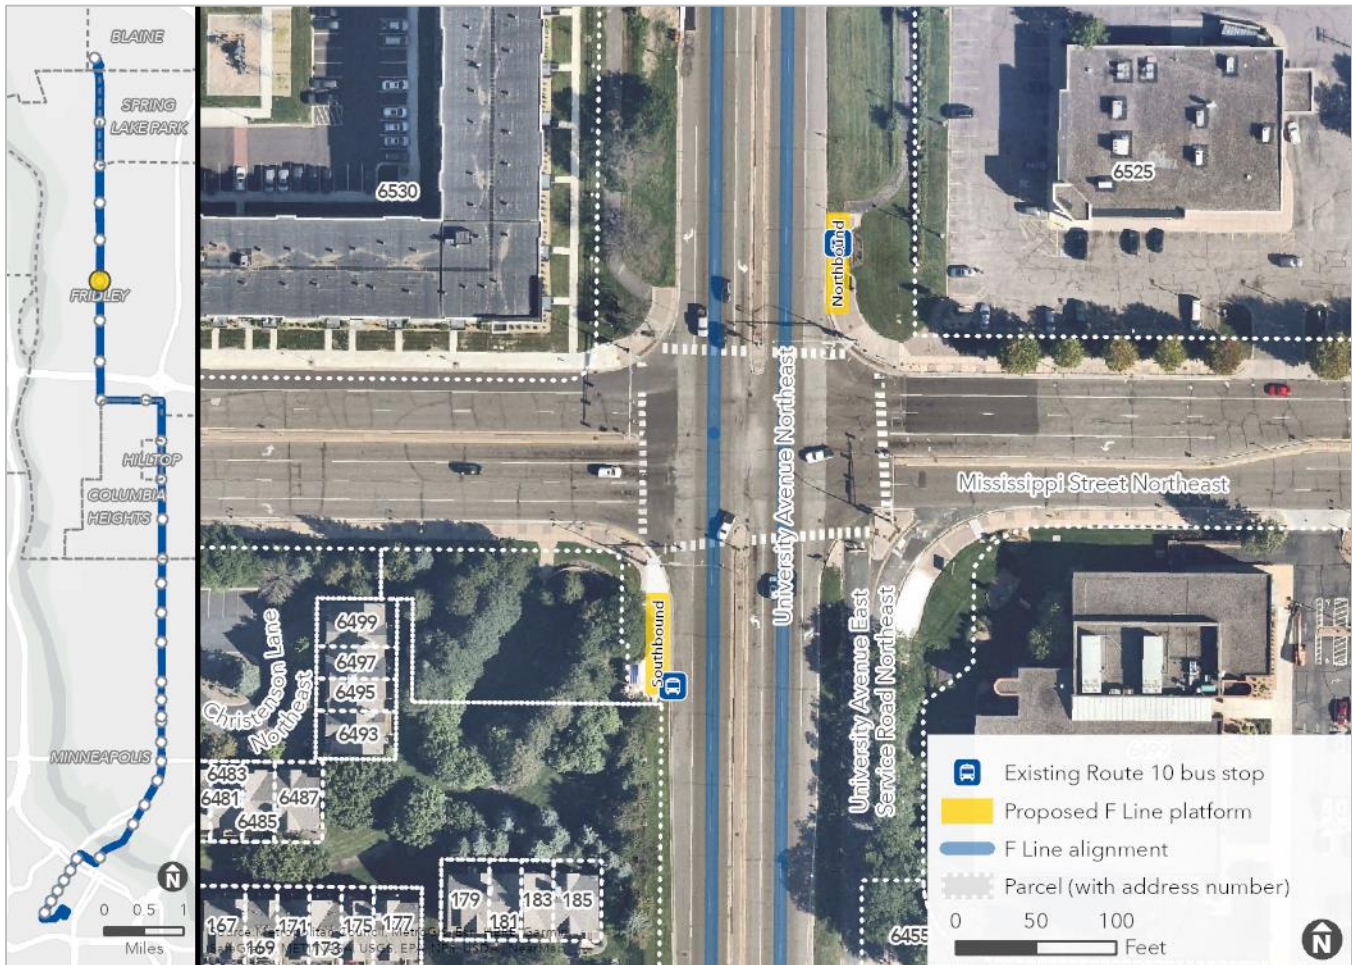 BLAINE
SPRING
LAKE PARK
FRIDLEY
HILLTOP
COLUMBIA
HEIGHTS
MINNEAPOLIS
N
0 0.5 1
Miles
6530
6525
Northbound
University Avenue Northeast
Mississippi Street Northeast
Southbound
6499
6497
6495
6493
Christenson Lane
Northeast
6483
6481
6487
6485
University Avenue East
Service Road Northeast
179
181
183
185
167
169
171
173
175
177
6455
Existing Route 10 bus stop
Proposed F Line platform
F Line alignment
Parcel (with address number)
0 50 100
Feet
N